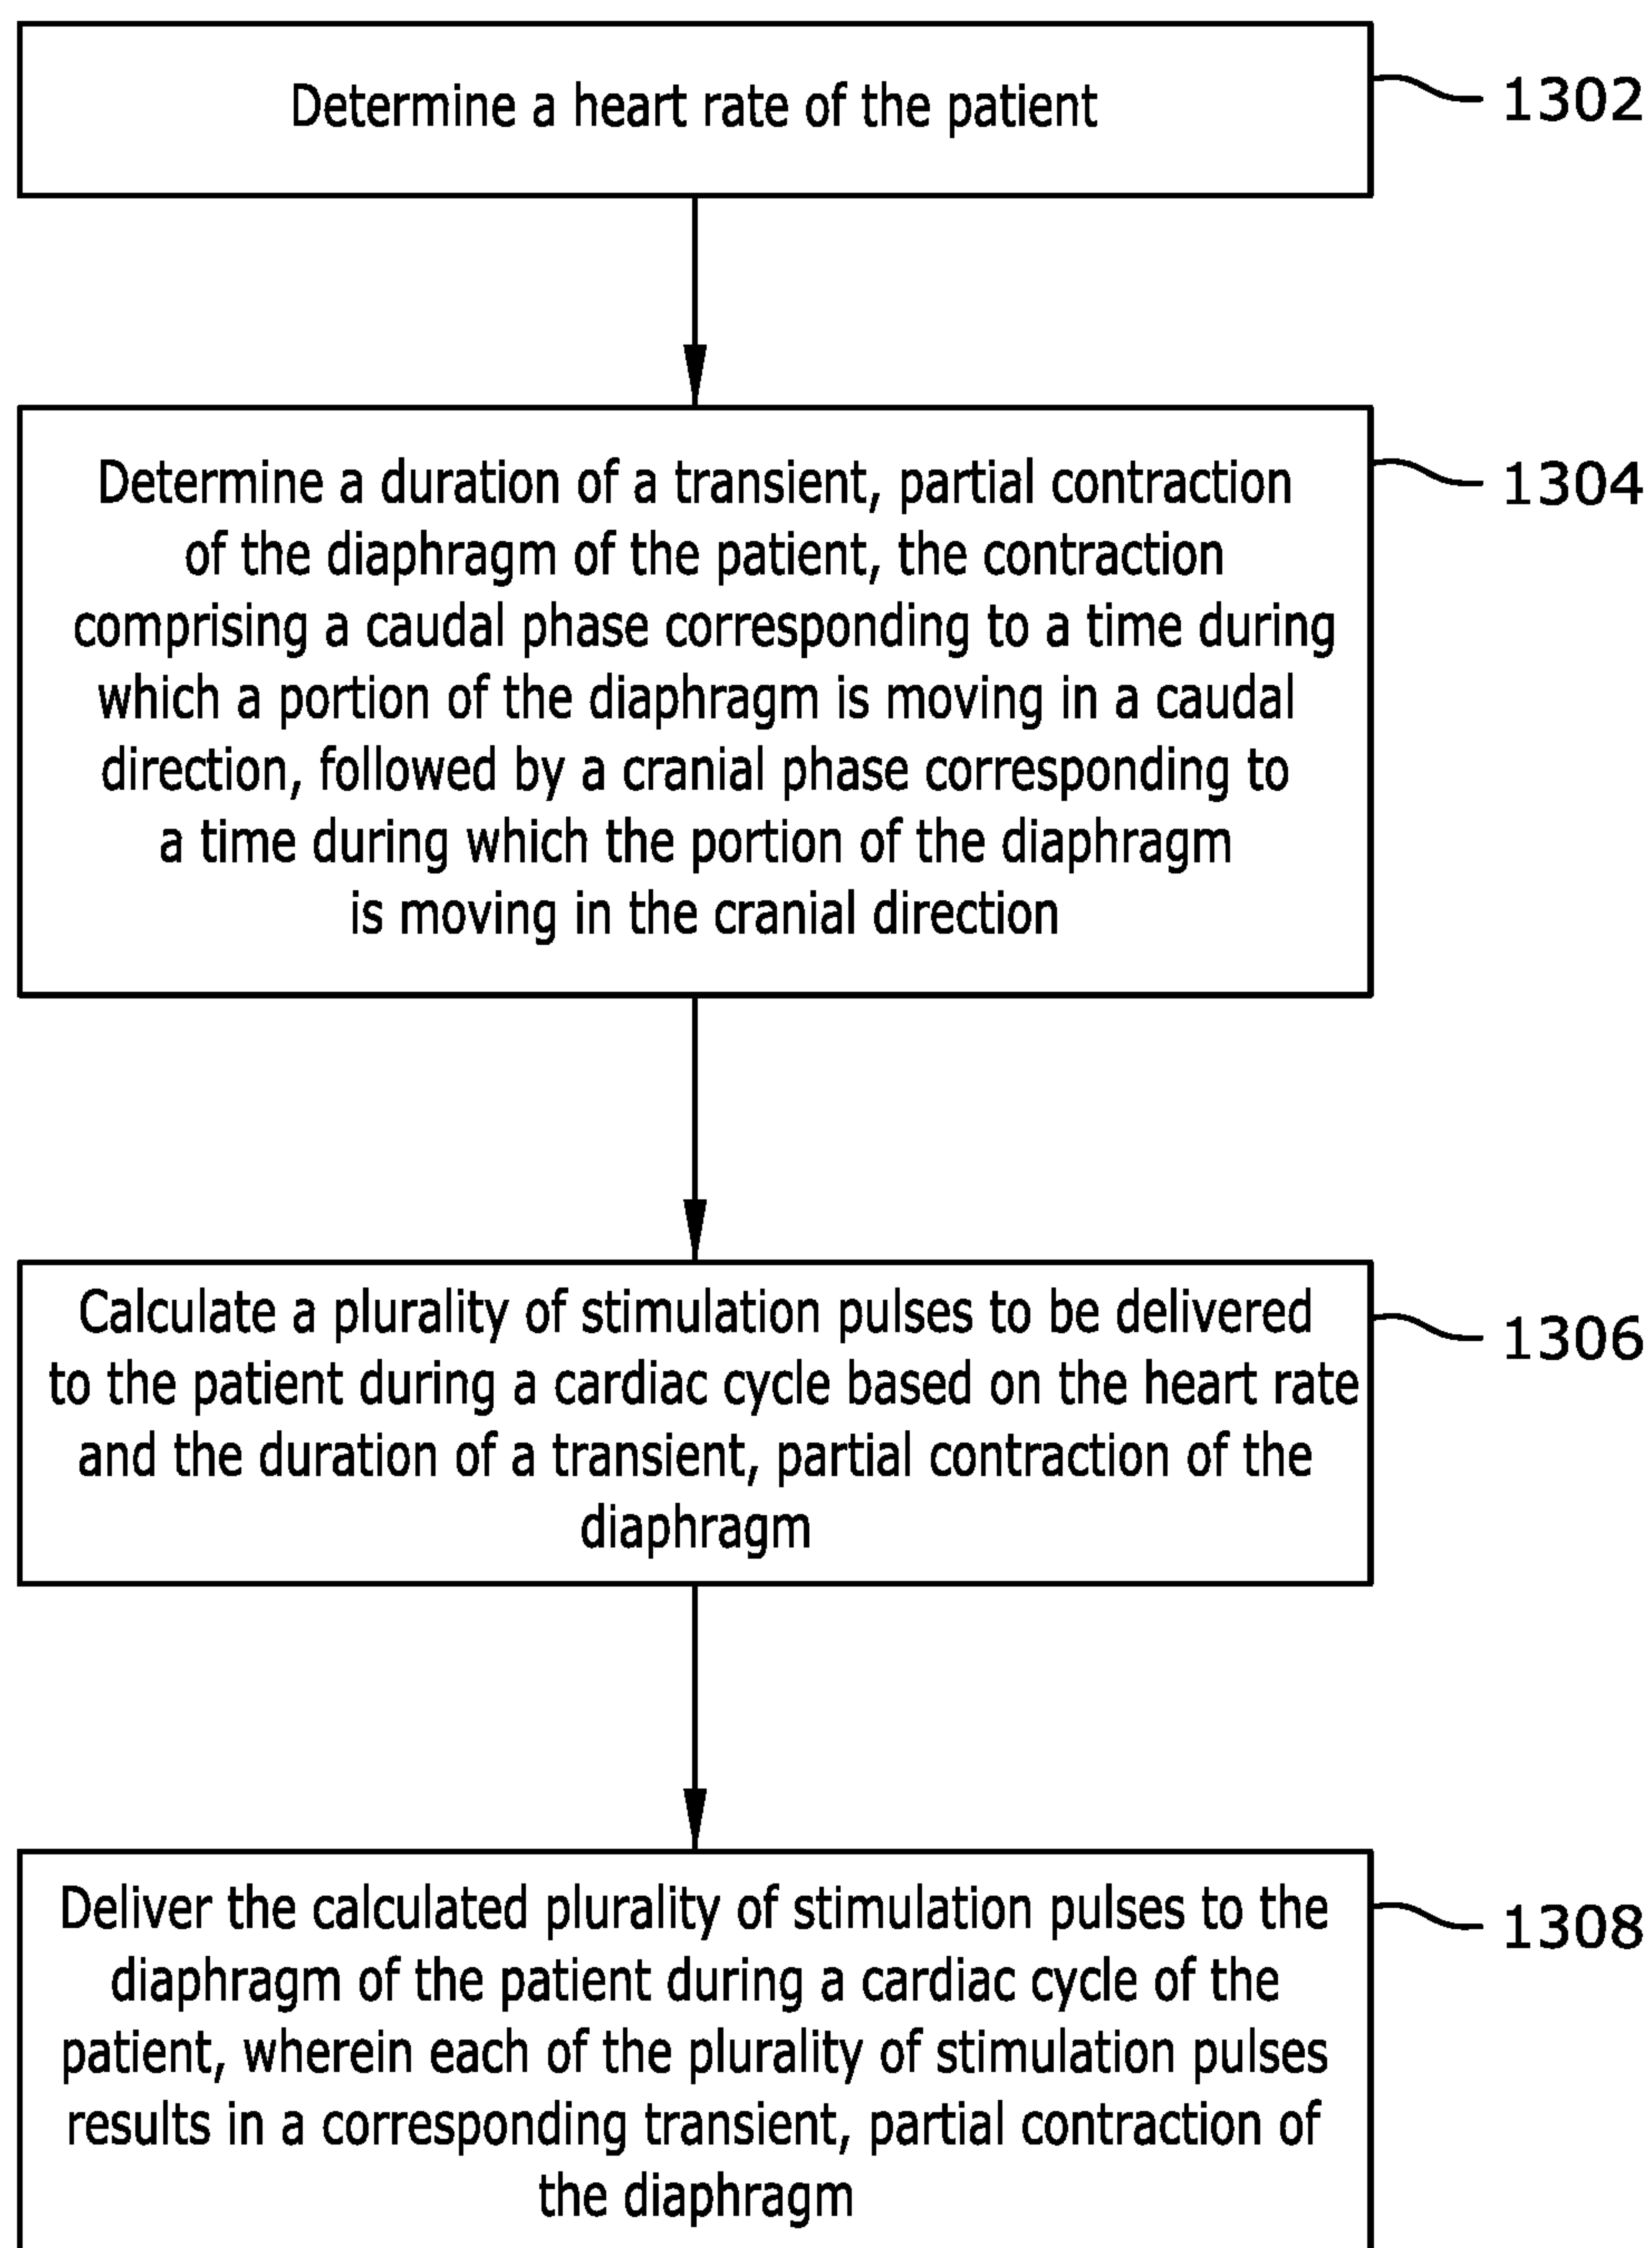 Determine a heart rate of the patient
1302
Determine a duration of a transient, partial contraction
of the diaphragm of the patient, the contraction
comprising a caudal phase corresponding to a time during
which a portion of the diaphragm is moving in a caudal
direction, followed by a cranial phase corresponding to
a time during which the portion of the diaphragm
is moving in the cranial direction
1304
Calculate a plurality of stimulation pulses to be delivered
to the patient during a cardiac cycle based on the heart rate
and the duration of a transient, partial contraction of the
diaphragm
1306
Deliver the calculated plurality of stimulation pulses to the
diaphragm of the patient during a cardiac cycle of the
patient, wherein each of the plurality of stimulation pulses
results in a corresponding transient, partial contraction of
the diaphragm
1308